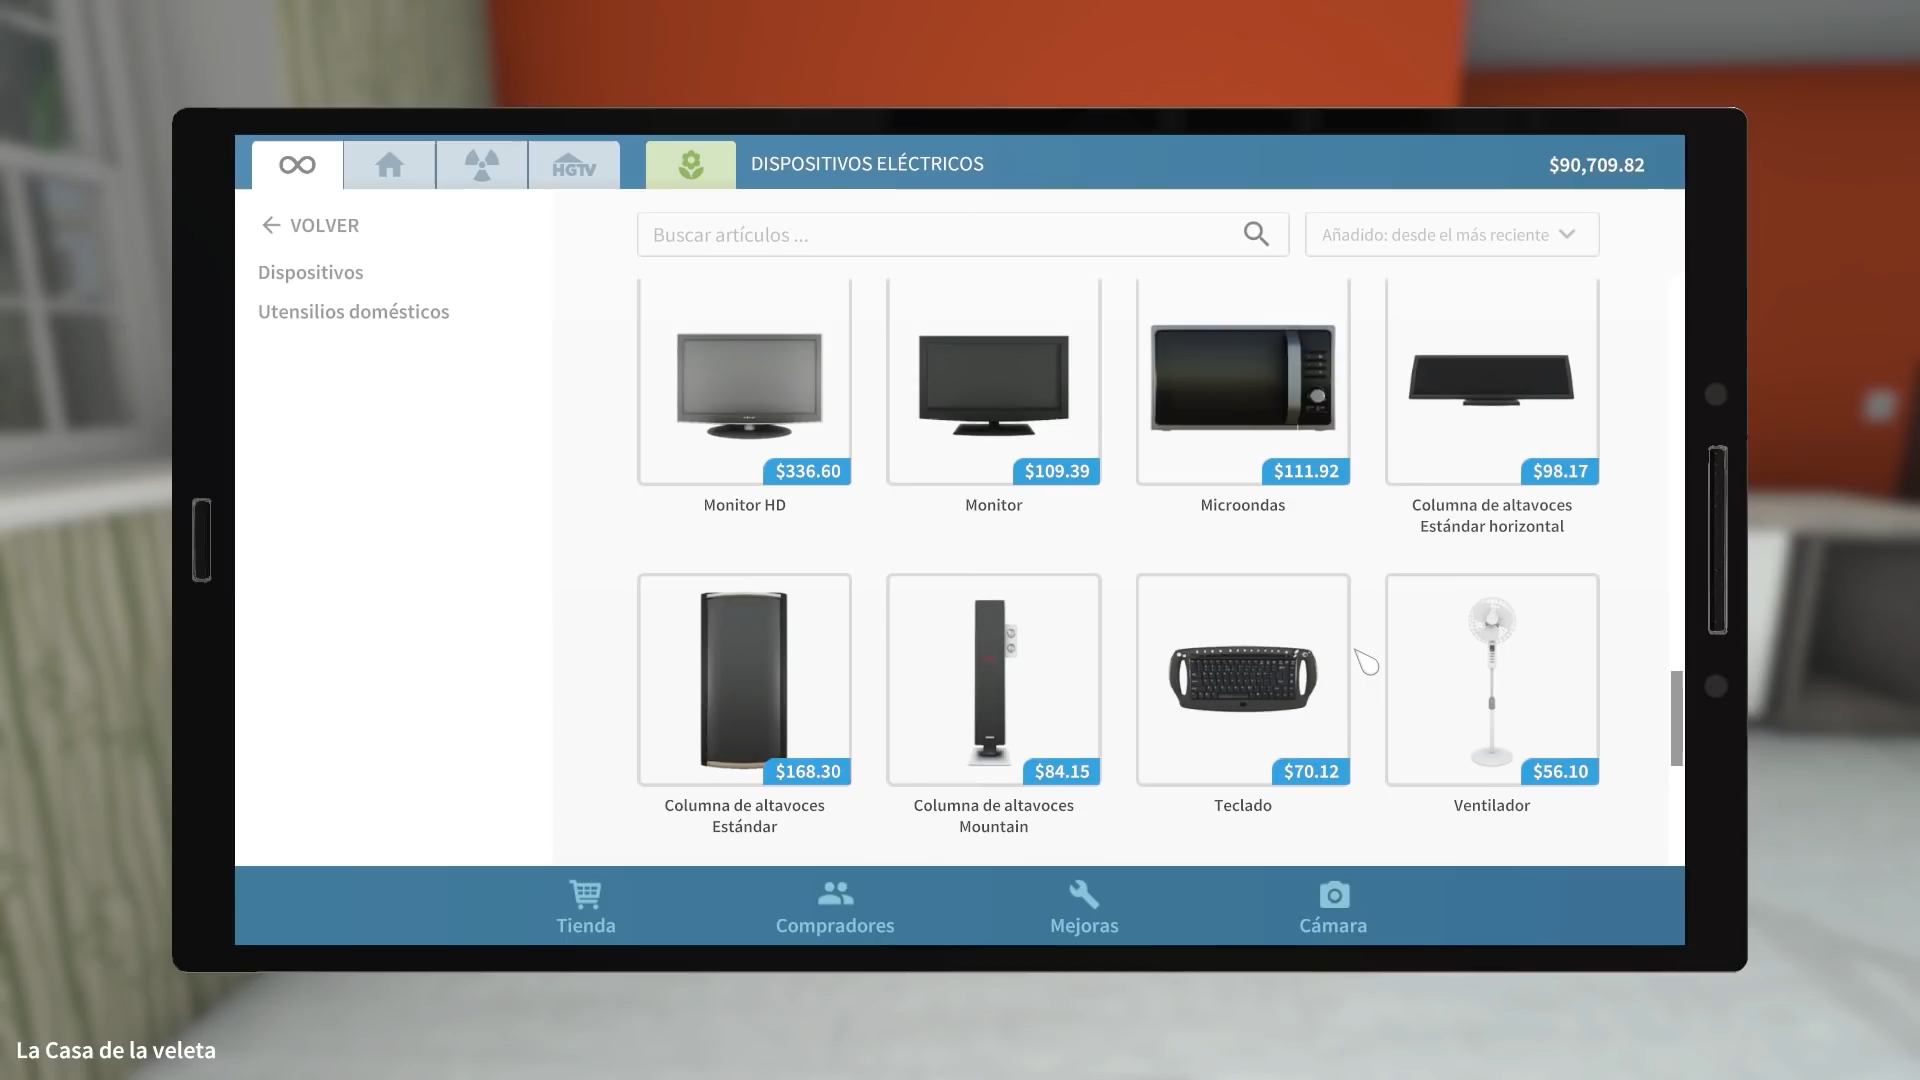 HGTV
DISPOSITIVOS ELÉCTRICOS
$90,709.82
VOLVER
Dispositivos
Utensilios domésticos
Buscar artículos ...
Añadido: desde el más reciente
$336.60
$109.39
$111.92
$98.17
Monitor HD
Monitor
Microondas
Columna de altavoces
Estándar horizontal
$168.30
$84.15
$70.12
$56.10
Columna de altavoces
Estándar
Columna de altavoces
Mountain
Teclado
Ventilador
Tienda
Compradores
Mejoras
Cámara
La Casa de la veleta